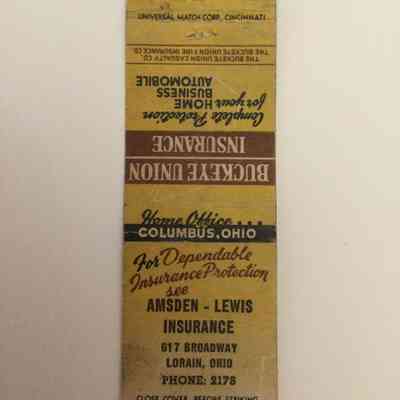 UNIVERSAL MATCH CORP., CINCINNATI
THE BUCKEYE UNION CASUALTY CO.
THE BUCKEYE UNION FIRE INSURANCE CO.
Complete Protection
for your HOME
BUSINESS
AUTOMOBILE
BUCKEYE UNION
INSURANCE
Home Office...
COLUMBUS, OHIO
For Dependable
Insurance Protection
see
AMSDEN - LEWIS
INSURANCE
617 BROADWAY
LORAIN, OHIO
PHONE: 2178
CLOSE COVER BEFORE STRIKING